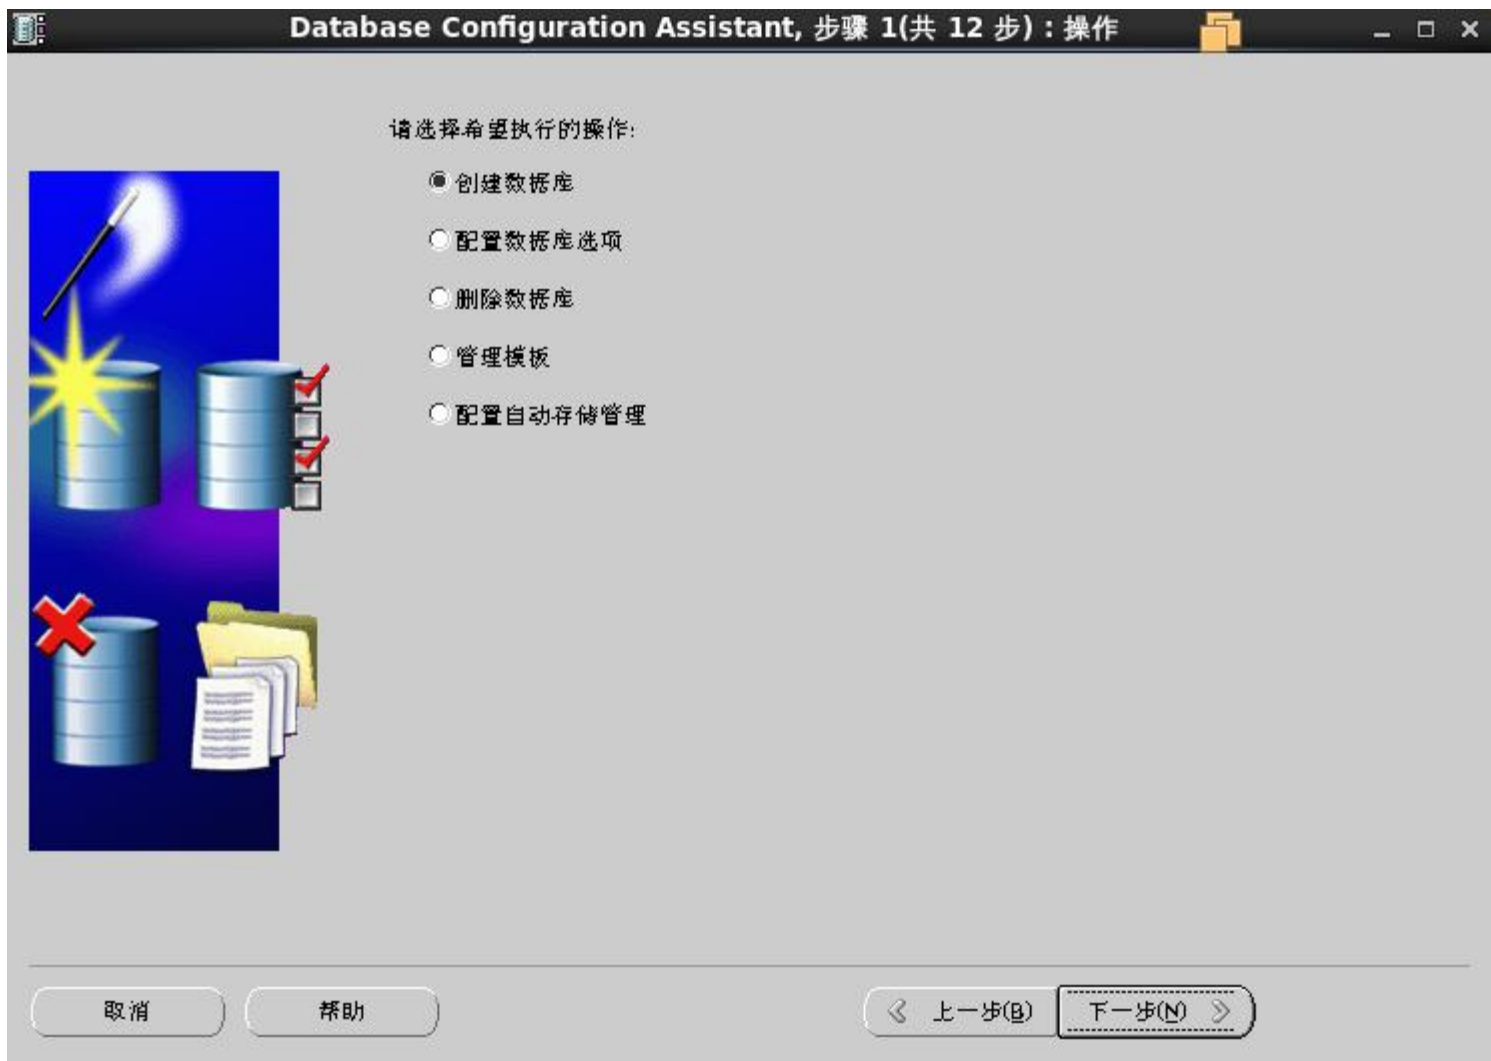 Database Configuration Assistant, 步骤 1(共 12 步) : 操作
请选择希望执行的操作:
创建数据库
配置数据库选项
删除数据库
管理模板
配置自动存储管理
取消 帮助 上一步(B) 下一步(N)